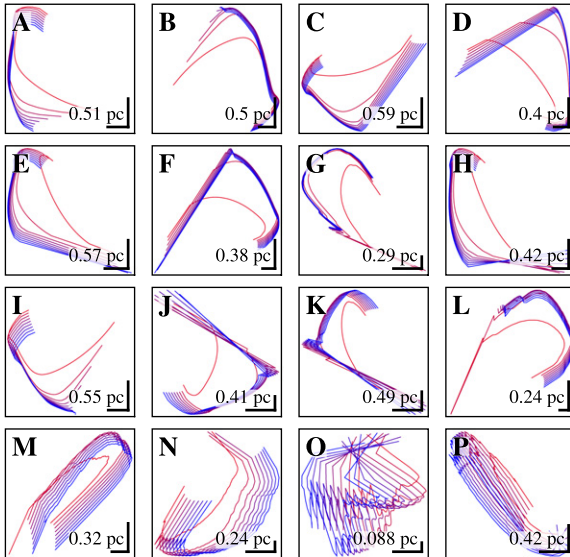 A B C D
0.51 pc 0.5 pc 0.59 pc 0.4 pc
E F G H
0.57 pc 0.38 pc 0.29 pc 0.42 pc
I J K L
0.55 pc 0.41 pc 0.49 pc 0.24 pc
M N O P
0.32 pc 0.24 pc 0.088 pc 0.42 pc